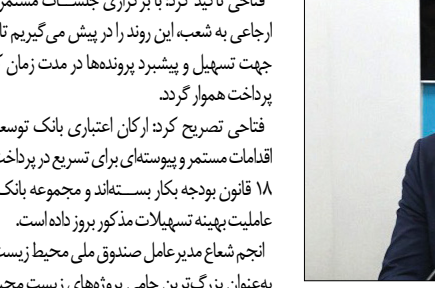 فتاحی تاکید کرد: با برگزاری جلسات مستمر
ارجاعی به شعب، این روند را در پیش می‌گیریم تا
جهت تسهیل و پیشبرد پرونده‌ها در مدت زمان
پرداخت هموار گردد.
فتاحی تصریح کرد: ارکان اعتباری بانک توسعه
اقدامات مستمر و پیوسته‌ای برای تسریع در پرداخت
۱۸ قانون بودجه بکار بسته‌اند و مجموعه بانک
عاملیت بهینه تسهیلات مذکور بروز داده است.
انجم شعاع مدیرعامل صندوق ملی محیط زیست
به‌عنوان بزرگ‌ترین حامی پروژه‌های زیست